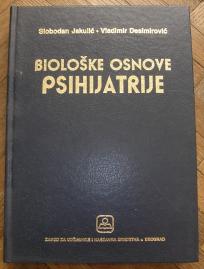 Slobodan Jakulić • Vladimir Desimirović
BIOLOŠKE OSNOVE
PSIHIJATRIJE
ZAVOD ZA UDŽBENIKE I NASTAVNA SREDSTVA • BEOGRAD